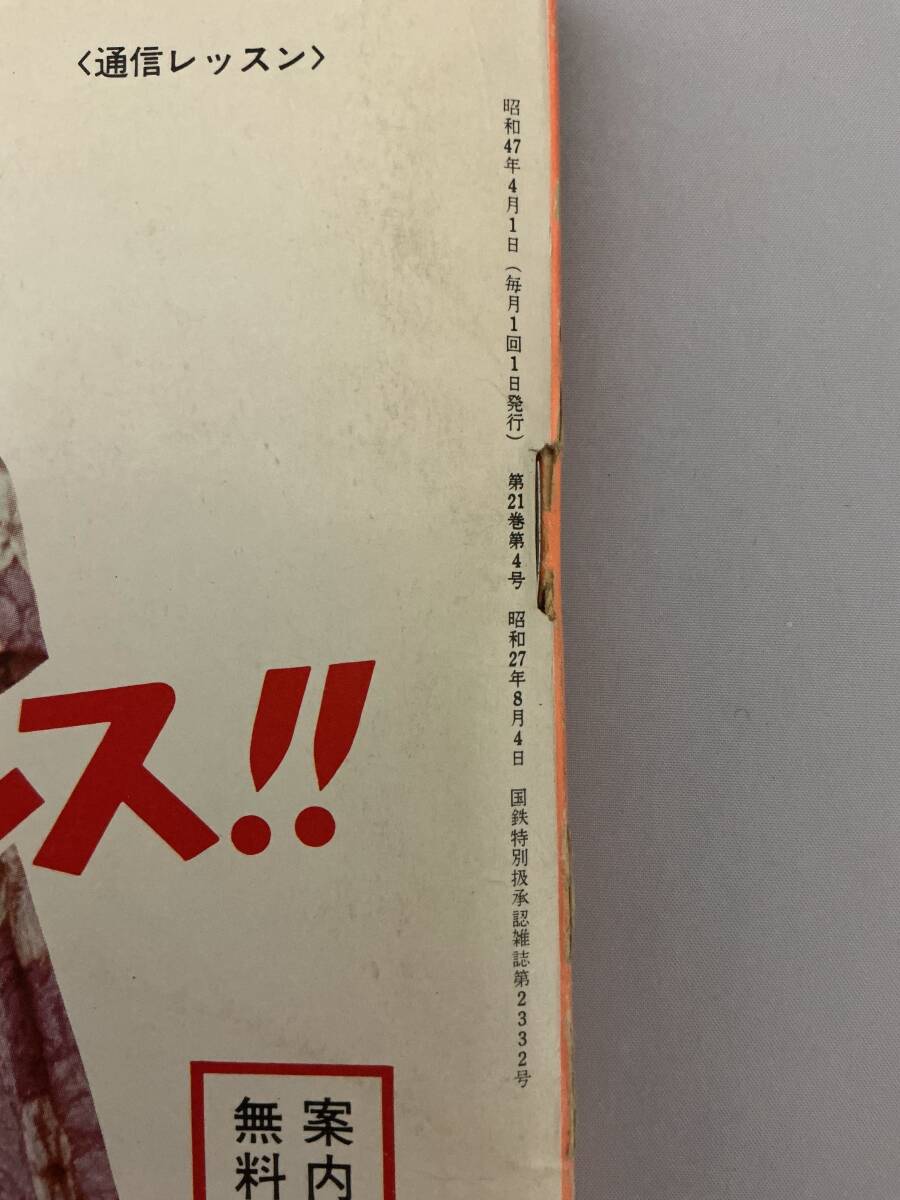 〈通信レッスン〉
昭和47年4月1日(毎月1回1日発行) 第21巻第4号 昭和27年8月4日 国鉄特別扱承認雑誌第2332号
ス!!
案内
無料